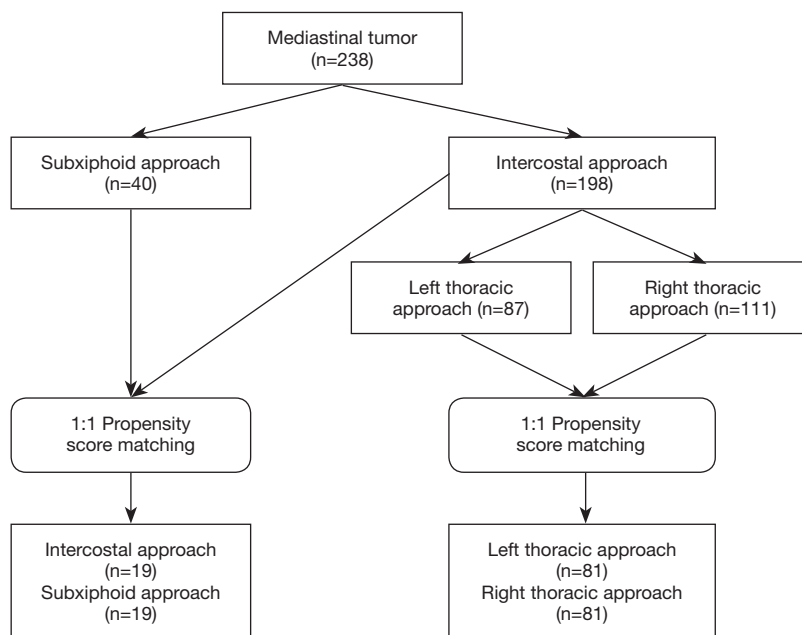 Mediastinal tumor
(n=238)
Subxiphoid approach
(n=40)
Intercostal approach
(n=198)
Left thoracic
approach (n=87)
Right thoracic
approach (n=111)
1:1 Propensity
score matching
1:1 Propensity
score matching
Intercostal approach
(n=19)
Subxiphoid approach
(n=19)
Left thoracic approach
(n=81)
Right thoracic approach
(n=81)